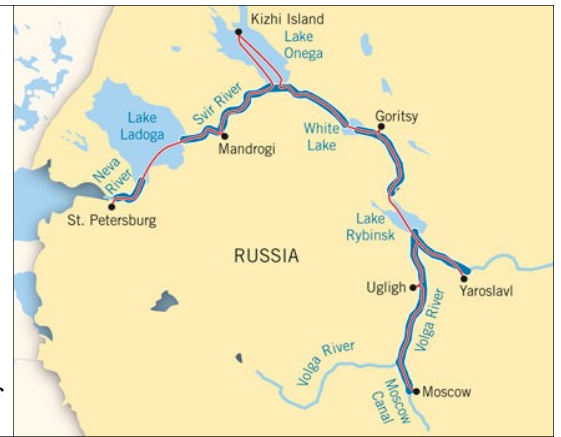 Kizhi Island
Lake
Onega
Svir River
Lake
Ladoga
Mandrogi
White
Lake
Goritsy
Neva
River
St. Petersburg
Lake
Rybinsk
RUSSIA
Ugligh
Yaroslavl
Volga River
Volga River
Moscow
Canal
Moscow